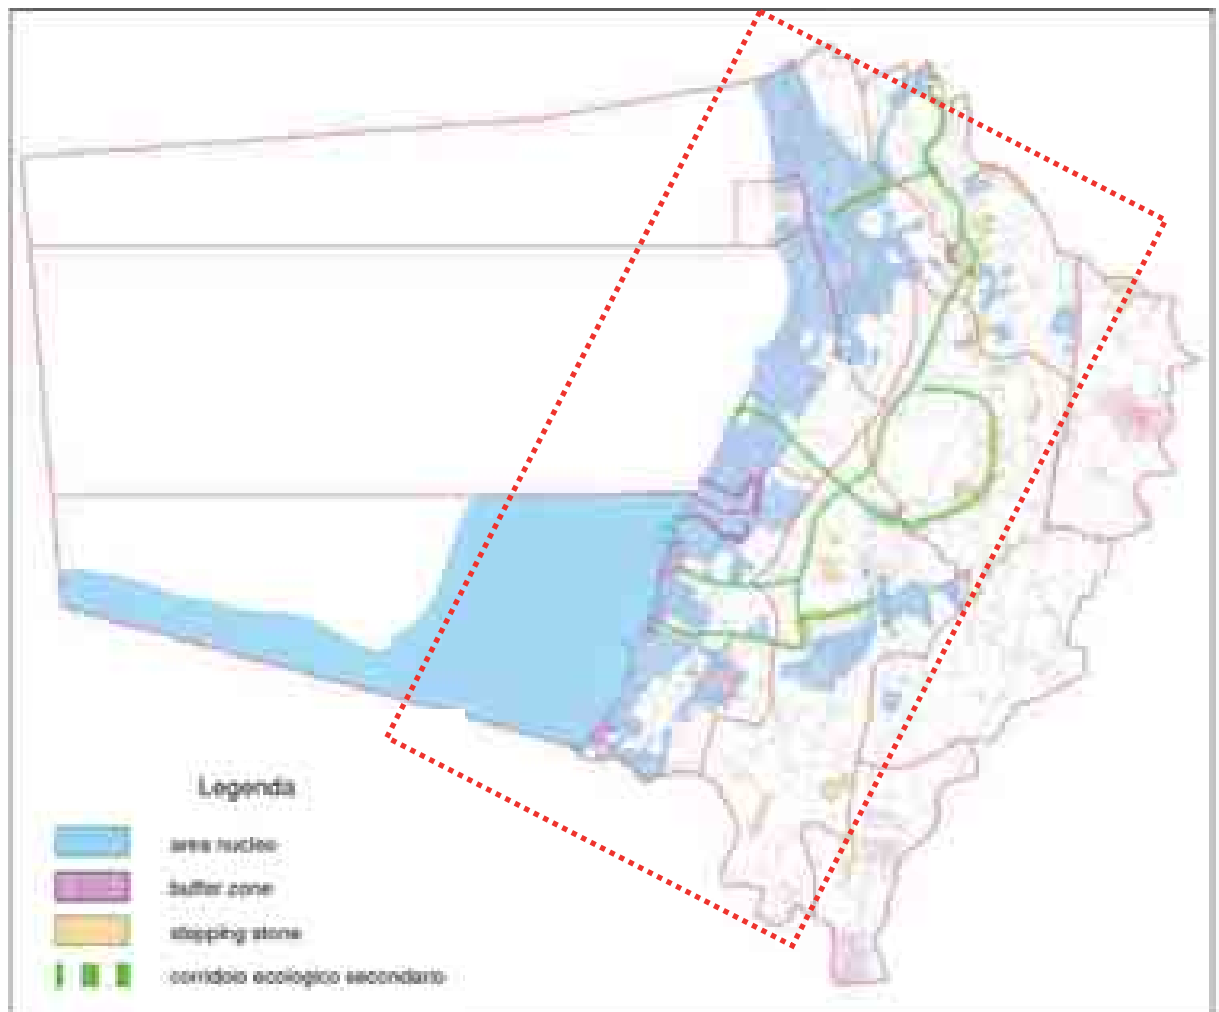 Legenda
area nucleo
buffer zone
stepping stone
corridoio ecologico secondario